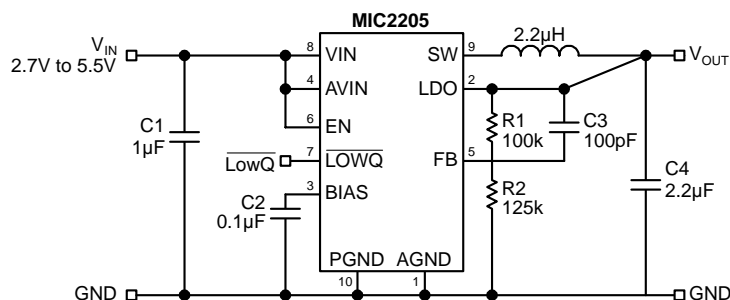 MIC2205
V_IN
2.7V to 5.5V
8 VIN
4 AVIN
6 EN
7 L̅O̅W̅Q̅
3 BIAS
SW 9
LDO 2
FB 5
PGND
10
AGND
1
2.2µH
V_OUT
C1
1µF
L̅o̅w̅Q̅
C2
0.1µF
R1
100k
R2
125k
C3
100pF
C4
2.2µF
GND
GND